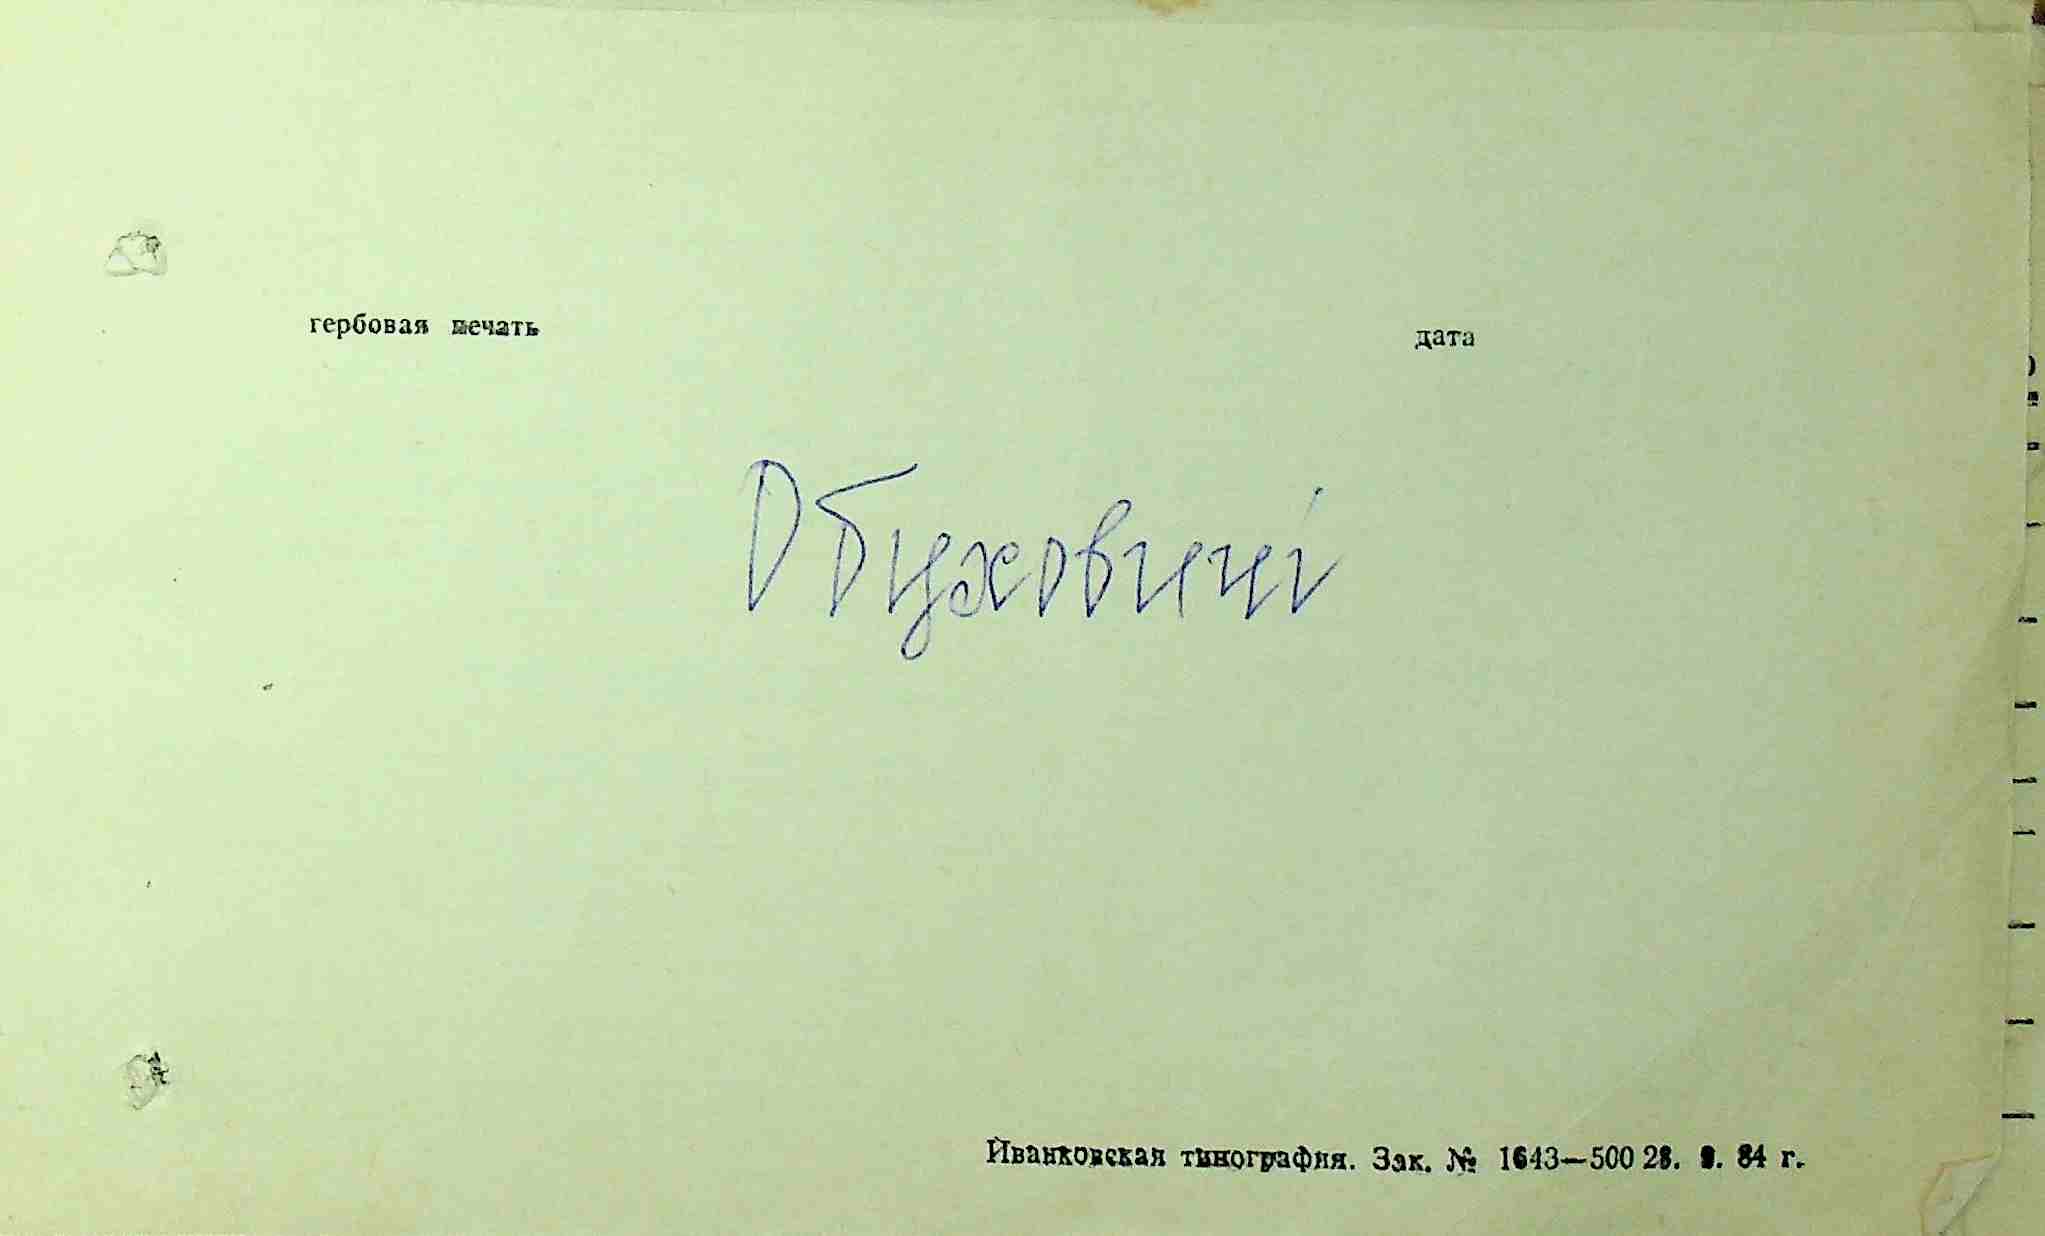 гербовая печать дата
Обуховичі
Иванковская типография. Зак. № 1643—500 28. 9. 84 г.